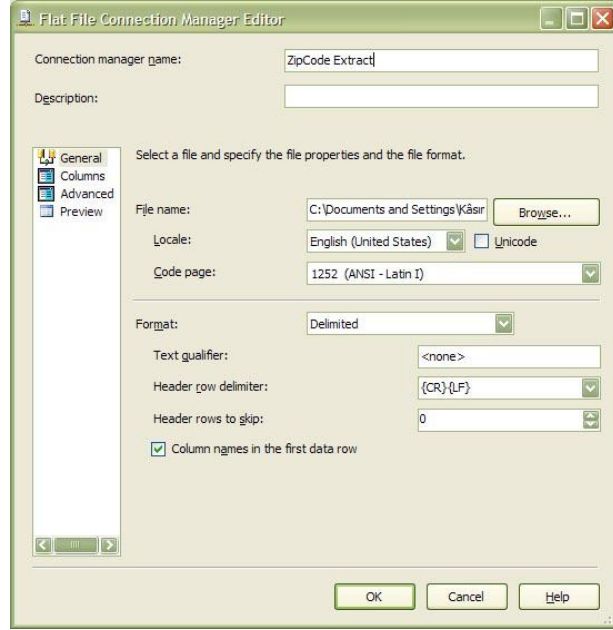 Flat File Connection Manager Editor
Connection manager name: ZipCode Extract
Description:
General
Columns
Advanced
Preview
Select a file and specify the file properties and the file format.
File name: C:\Documents and Settings\Kâsır Browse...
Locale: English (United States) Unicode
Code page: 1252 (ANSI - Latin I)
Format: Delimited
Text qualifier: <none>
Header row delimiter: {CR}{LF}
Header rows to skip: 0
Column names in the first data row
OK Cancel Help